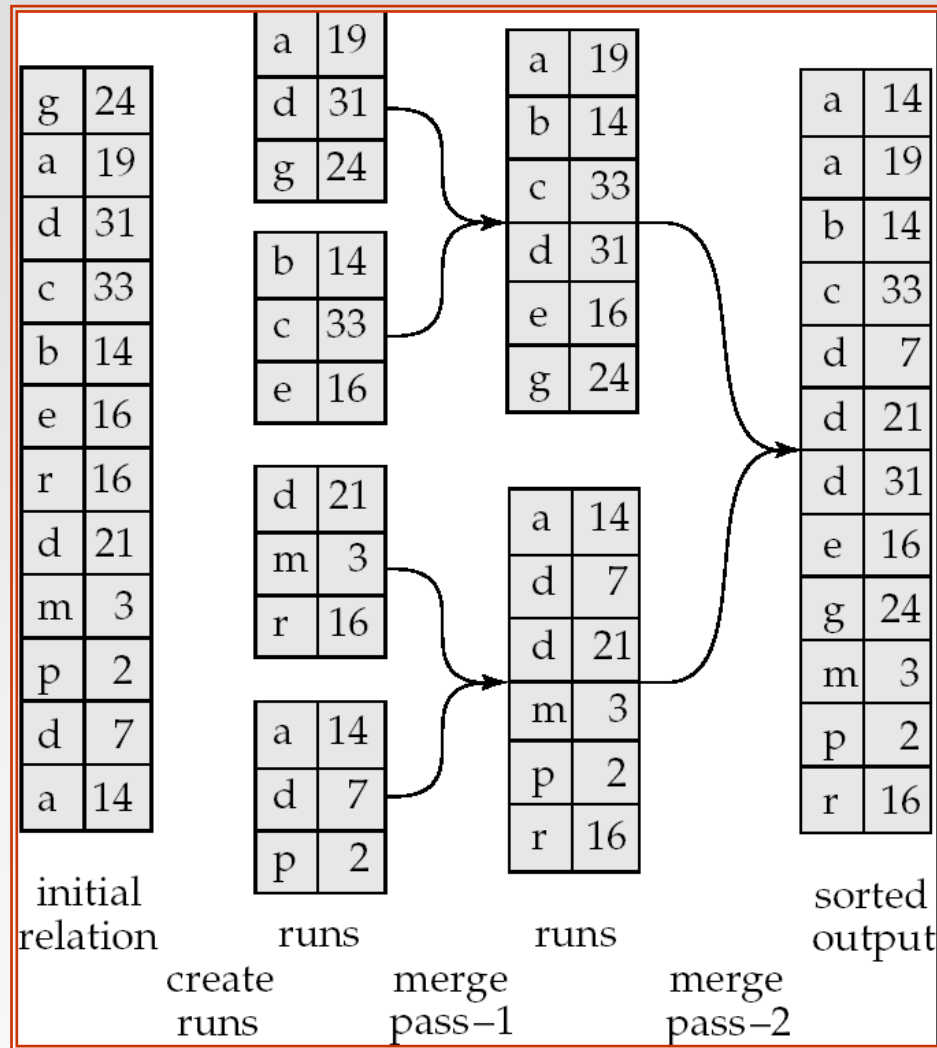 g 24
a 19
d 31
c 33
b 14
e 16
r 16
d 21
m 3
p 2
d 7
a 14
initial
relation
create
runs
a 19
d 31
g 24
b 14
c 33
e 16
d 21
m 3
r 16
a 14
d 7
p 2
runs
merge
pass–1
a 19
b 14
c 33
d 31
e 16
g 24
a 14
d 7
d 21
m 3
p 2
r 16
runs
merge
pass–2
a 14
a 19
b 14
c 33
d 7
d 21
d 31
e 16
g 24
m 3
p 2
r 16
sorted
output